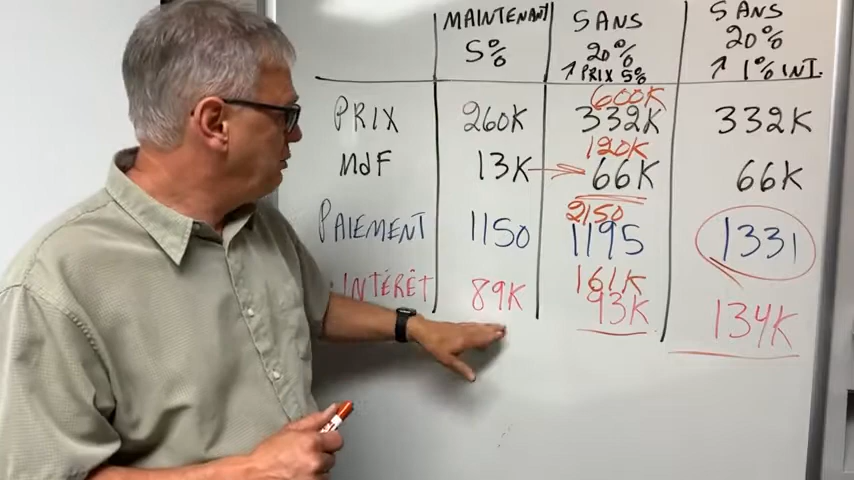 MAINTENANT
5%
SANS
20%
↑ PRIX 5%
SANS
20%
↑ 1% INT.
600K
PRIX 260K 332K 332K
120K
MdF 13K → 66K 66K
2150
PAIEMENT 1150 1195 1331
161K
INTÉRÊT 89K 93K 134K